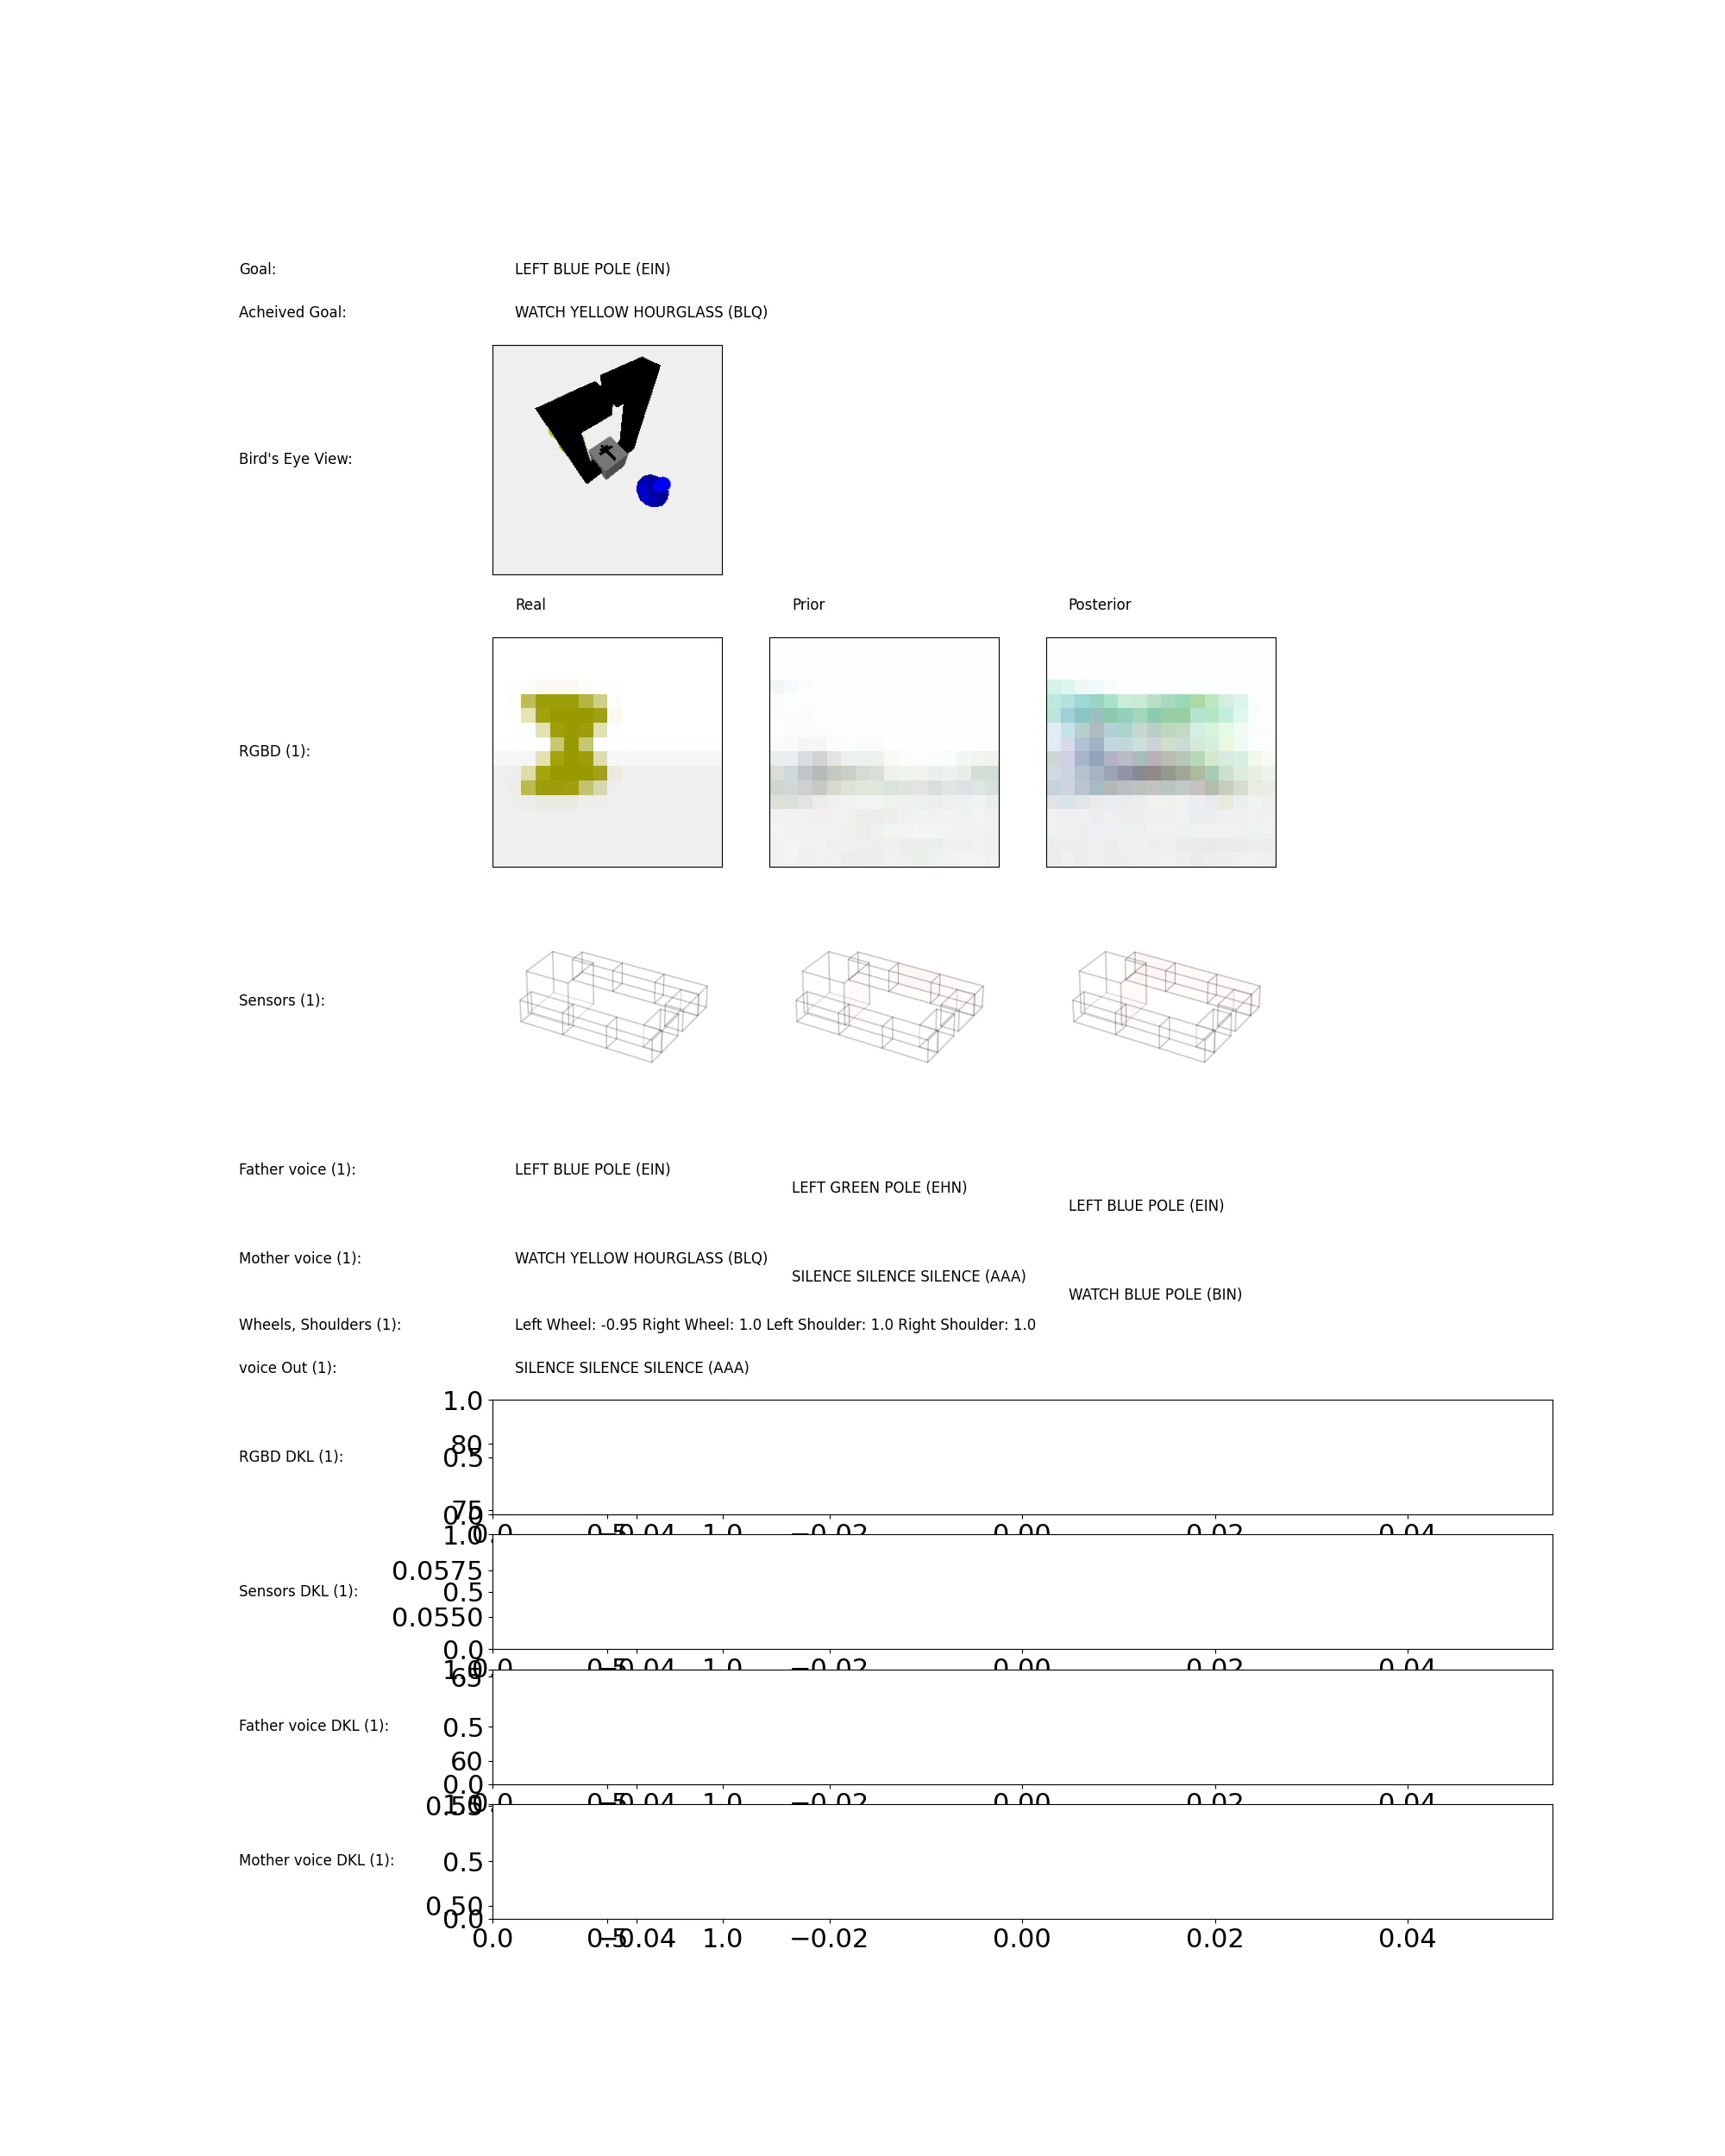 Goal: LEFT BLUE POLE (EIN)
Acheived Goal: WATCH YELLOW HOURGLASS (BLQ)
Bird's Eye View:
Real Prior Posterior
RGBD (1):
Sensors (1):
Father voice (1): LEFT BLUE POLE (EIN)
LEFT GREEN POLE (EHN)
LEFT BLUE POLE (EIN)
Mother voice (1): WATCH YELLOW HOURGLASS (BLQ)
SILENCE SILENCE SILENCE (AAA)
WATCH BLUE POLE (BIN)
Wheels, Shoulders (1): Left Wheel: -0.95 Right Wheel: 1.0 Left Shoulder: 1.0 Right Shoulder: 1.0
voice Out (1): SILENCE SILENCE SILENCE (AAA)
1.0
80
RGBD DKL (1): 0.5
75
0.0
0.0 0.5 −0.04 1.0 −0.02 0.00 0.02 0.04
1.0
0.0575
Sensors DKL (1): 0.5
0.0550
0.0
0.0 0.5 −0.04 1.0 −0.02 0.00 0.02 0.04
1.0
65
Father voice DKL (1): 0.5
60
0.0
0.0 0.5 −0.04 1.0 −0.02 0.00 0.02 0.04
1.0
Mother voice DKL (1): 0.5
0.50
0.0
0.0 0.5 −0.04 1.0 −0.02 0.00 0.02 0.04